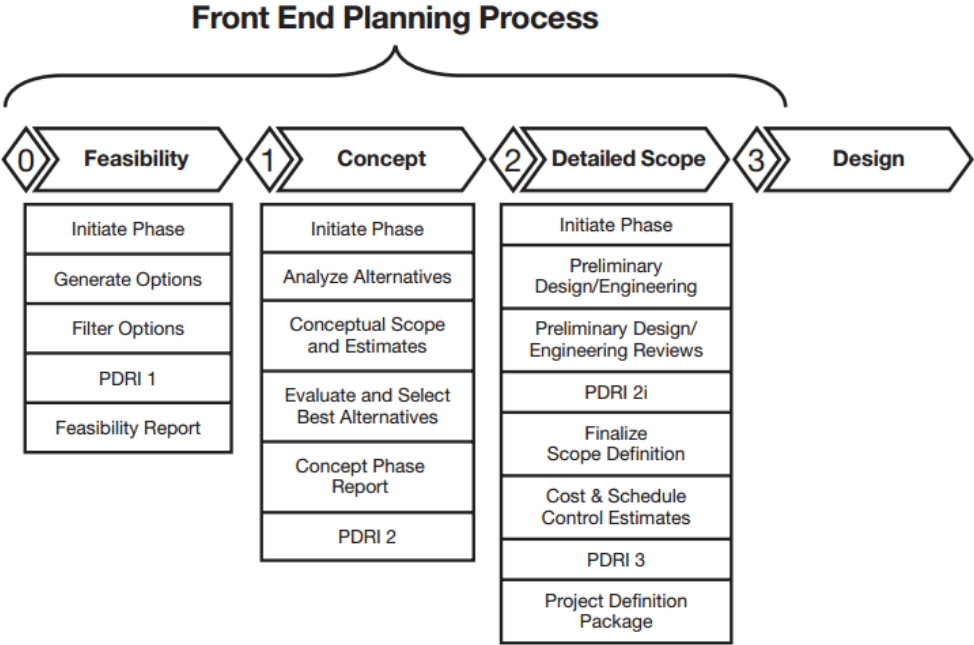 Front End Planning Process
0
Feasibility
1
Concept
2
Detailed Scope
3
Design
Initiate Phase
Generate Options
Filter Options
PDRI 1
Feasibility Report
Initiate Phase
Analyze Alternatives
Conceptual Scope
and Estimates
Evaluate and Select
Best Alternatives
Concept Phase
Report
PDRI 2
Initiate Phase
Preliminary
Design/Engineering
Preliminary Design/
Engineering Reviews
PDRI 2i
Finalize
Scope Definition
Cost & Schedule
Control Estimates
PDRI 3
Project Definition
Package